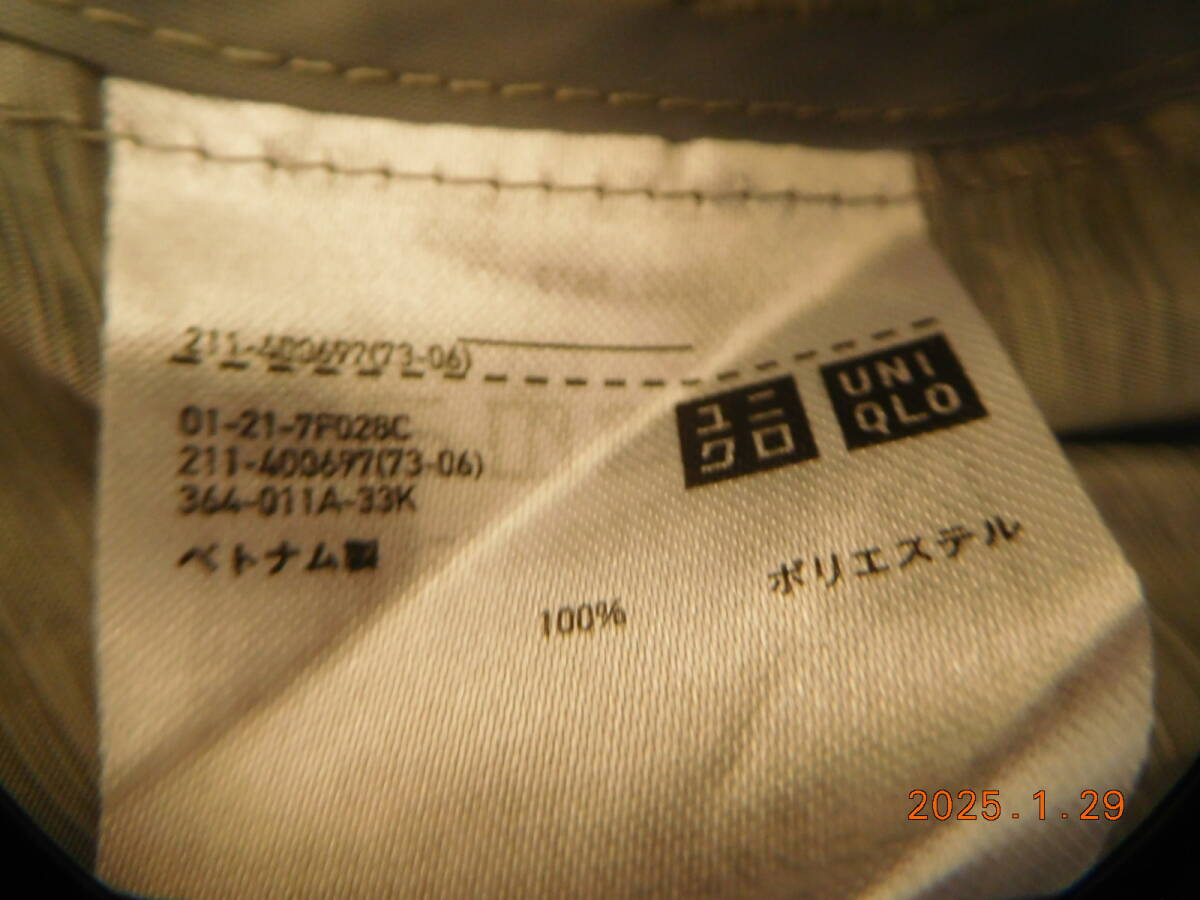 211-400697(73-06)
ユニ
クロ
UNI
QLO
01-21-7F028C
211-400697(73-06)
364-011A-33K
ベトナム製
ポリエステル
100%
2025.1.29